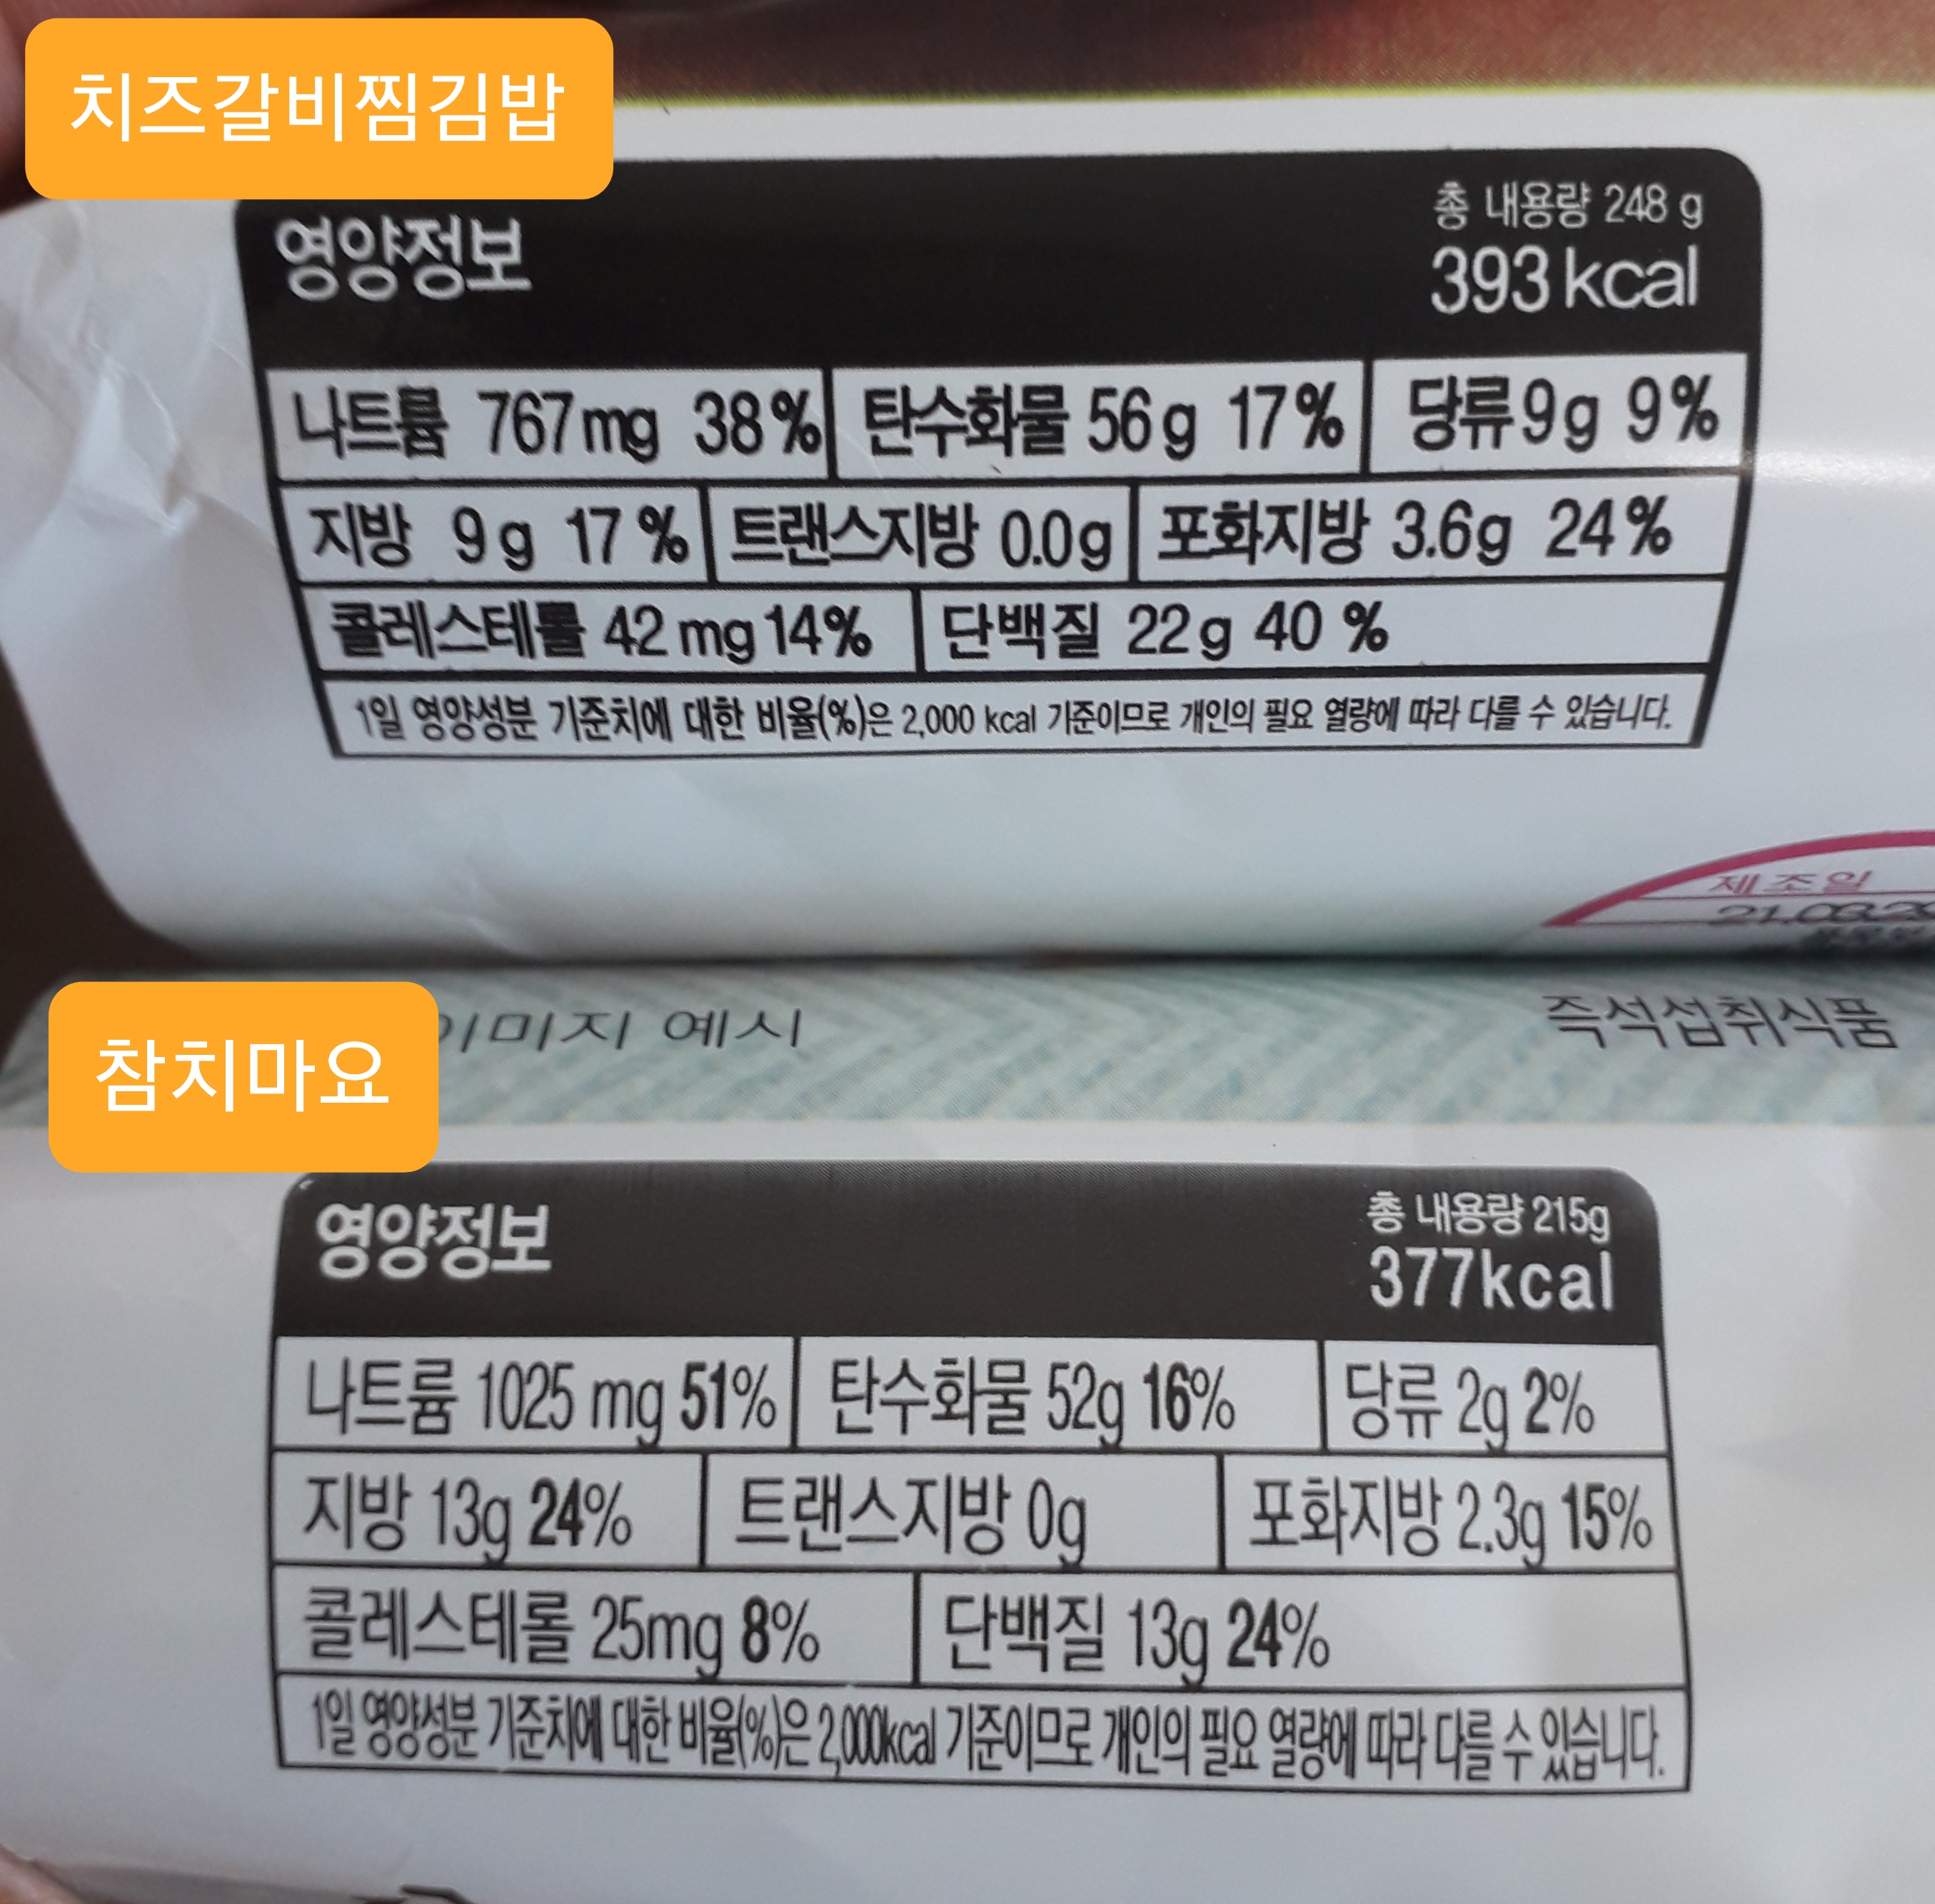 치즈갈비찜김밥
총 내용량 248 g
영양정보
393 kcal
나트륨 767mg 38% 탄수화물 56g 17% 당류9g 9%
지방 9g 17% 트랜스지방 0.0g 포화지방 3.6g 24%
콜레스테롤 42mg 14% 단백질 22g 40 %
1일 영양성분 기준치에 대한 비율(%)은 2,000 kcal 기준이므로 개인의 필요 열량에 따라 다를 수 있습니다.
제조일
이미지 예시
즉석섭취식품
참치마요
총 내용량 215g
영양정보
377kcal
나트륨 1025 mg 51% 탄수화물 52g 16% 당류 2g 2%
지방 13g 24% 트랜스지방 0g 포화지방 2.3g 15%
콜레스테롤 25mg 8% 단백질 13g 24%
1일 영양성분 기준치에 대한 비율(%)은 2,000kcal 기준이므로 개인의 필요 열량에 따라 다를 수 있습니다.